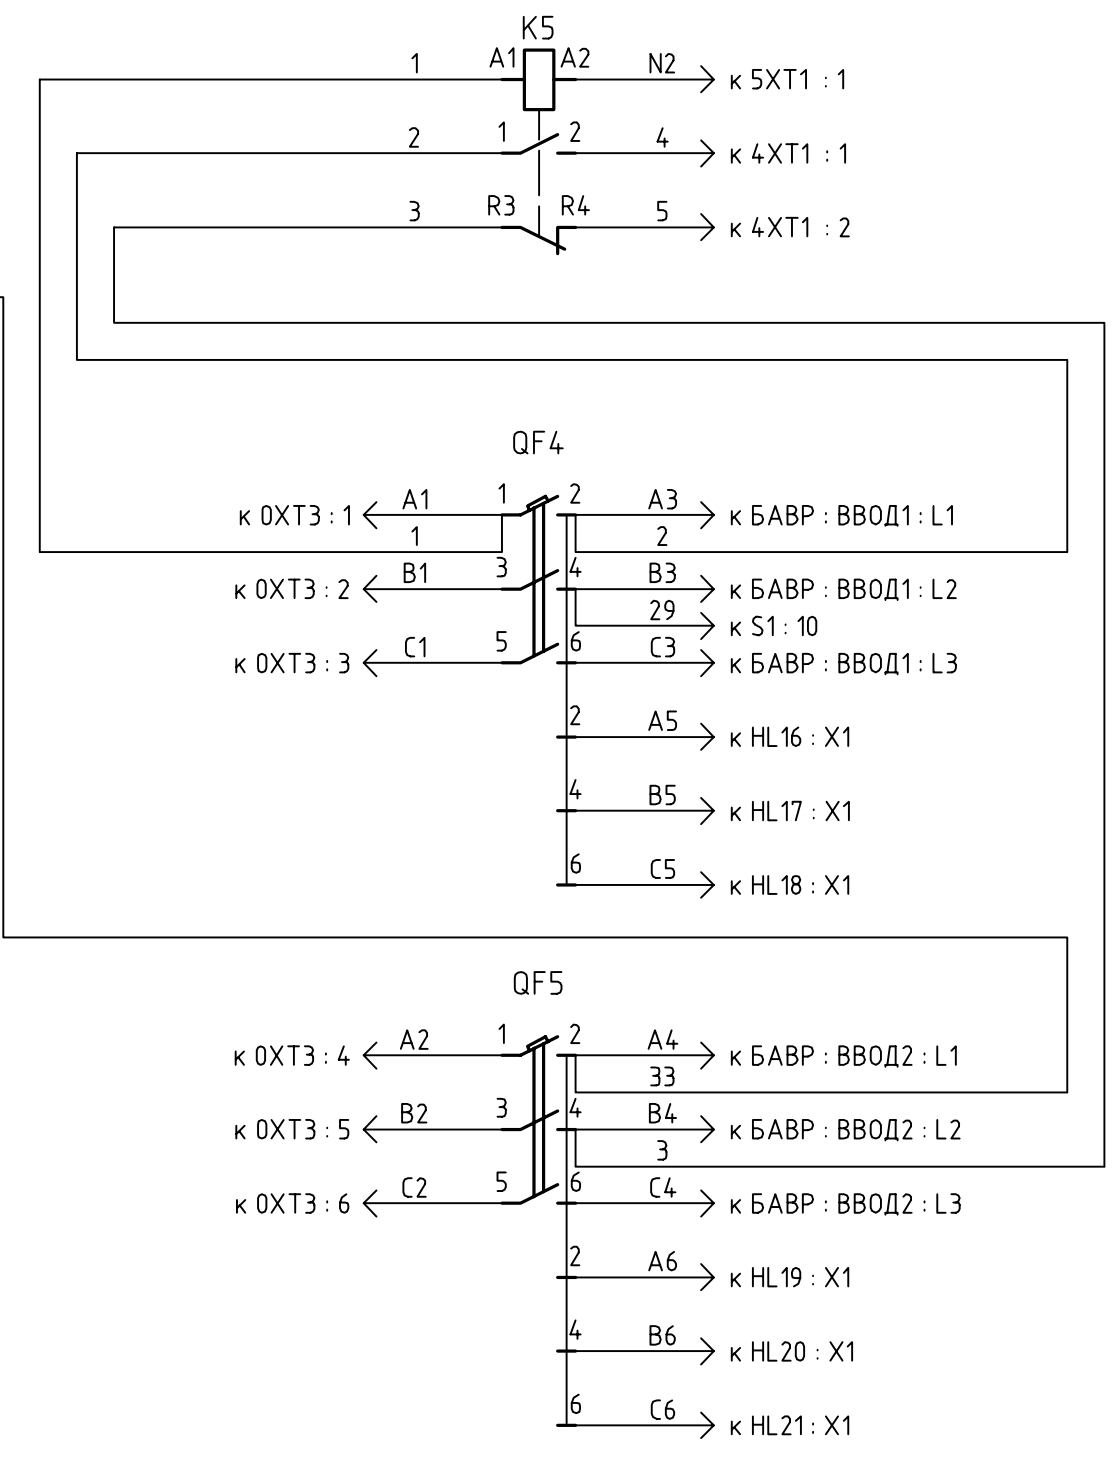 K5
1 A1 A2 N2 к 5XT1 : 1
2 1 2 4 к 4XT1 : 1
3 R3 R4 5 к 4XT1 : 2
QF4
к 0XT3 : 1 A1 1 2 A3 к БАВР : ВВОД1 : L1
1 2
к 0XT3 : 2 B1 3 4 B3 к БАВР : ВВОД1 : L2
29 к S1 : 10
к 0XT3 : 3 C1 5 6 C3 к БАВР : ВВОД1 : L3
2 A5 к HL16 : X1
4 B5 к HL17 : X1
6 C5 к HL18 : X1
QF5
к 0XT3 : 4 A2 1 2 A4 к БАВР : ВВОД2 : L1
33
к 0XT3 : 5 B2 3 4 B4 к БАВР : ВВОД2 : L2
3
к 0XT3 : 6 C2 5 6 C4 к БАВР : ВВОД2 : L3
2 A6 к HL19 : X1
4 B6 к HL20 : X1
6 C6 к HL21 : X1